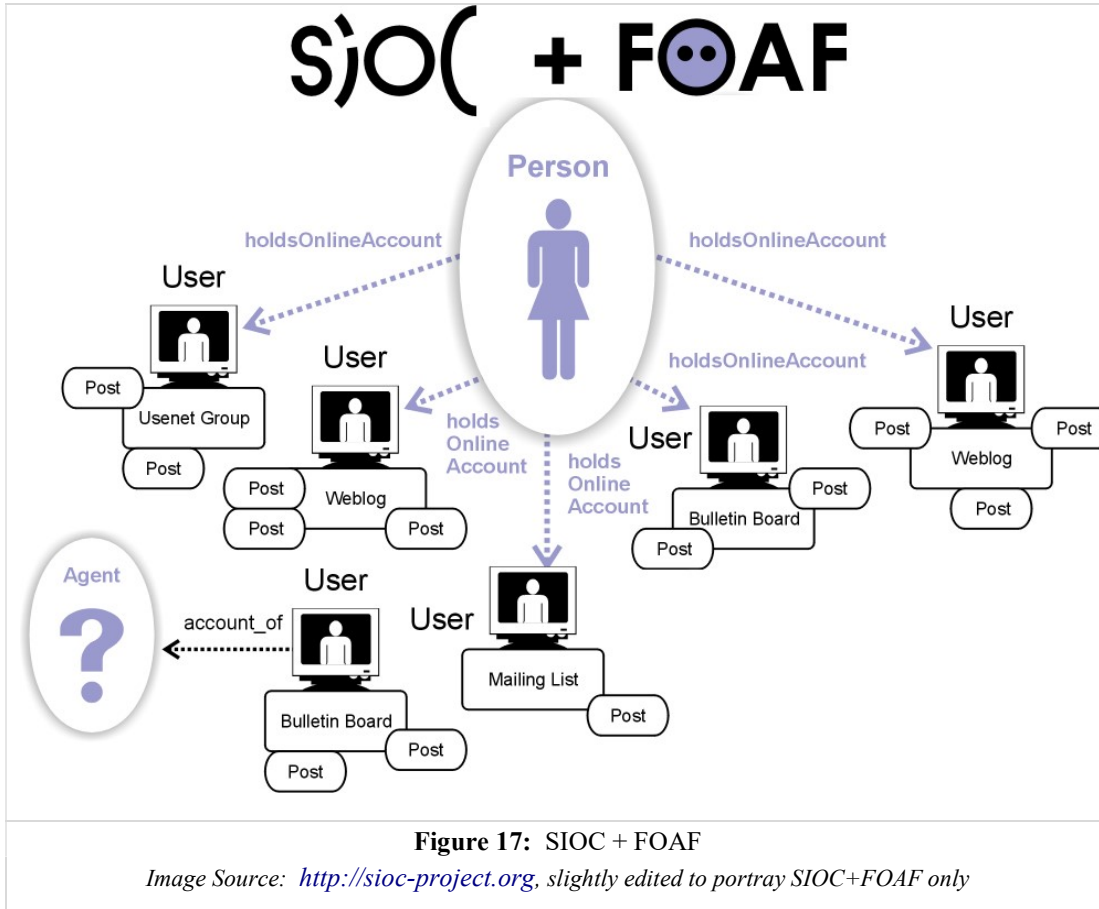 SIOC + FOAF
Person
holdsOnlineAccount
holdsOnlineAccount
User
Post
Usenet Group
Post
User
holds
Online
Account
Post
Weblog
Post
Post
holds
Online
Account
holdsOnlineAccount
User
Bulletin Board
Post
Post
User
Post
Weblog
Post
Post
Agent
account_of
User
Bulletin Board
Post
Post
User
Mailing List
Post
Figure 17: SIOC + FOAF
Image Source: http://sioc-project.org, slightly edited to portray SIOC+FOAF only